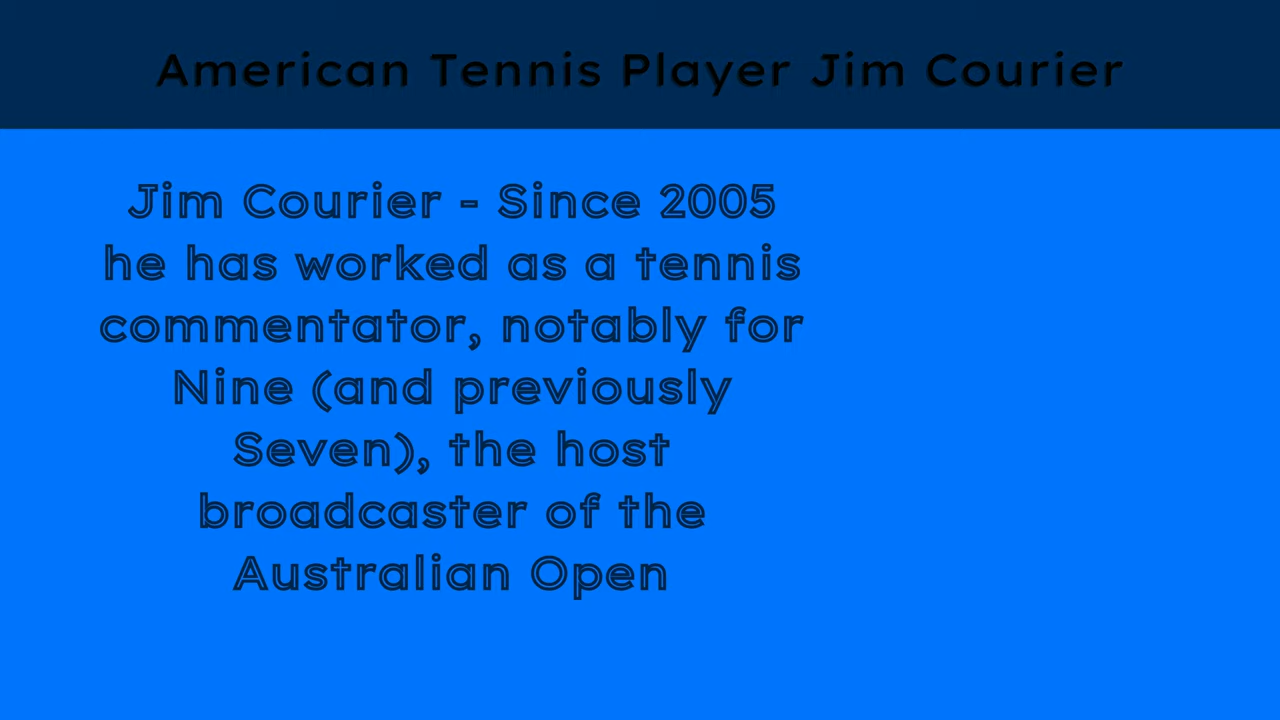 American Tennis Player Jim Courier
Jim Courier - Since 2005
he has worked as a tennis
commentator, notably for
Nine (and previously
Seven), the host
broadcaster of the
Australian Open